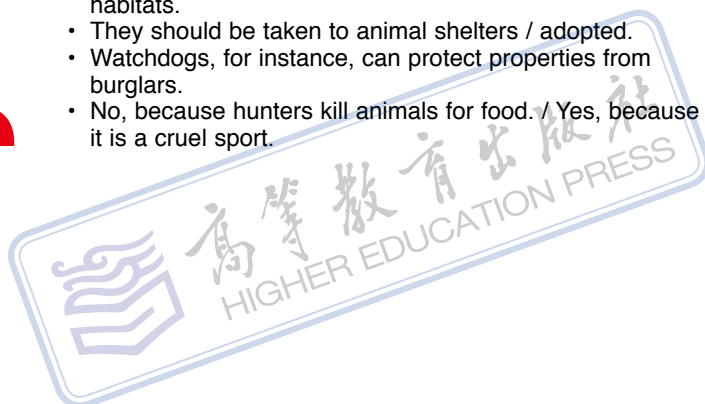 habitats.
• They should be taken to animal shelters / adopted.
• Watchdogs, for instance, can protect properties from
burglars.
• No, because hunters kill animals for food. / Yes, because
it is a cruel sport.
高等教育出版社
HIGHER EDUCATION PRESS